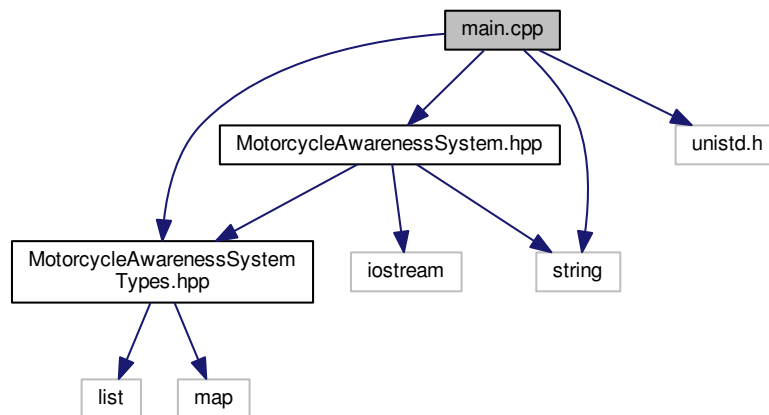 main.cpp
MotorcycleAwarenessSystem.hpp
unistd.h
MotorcycleAwarenessSystem
Types.hpp
iostream
string
list
map